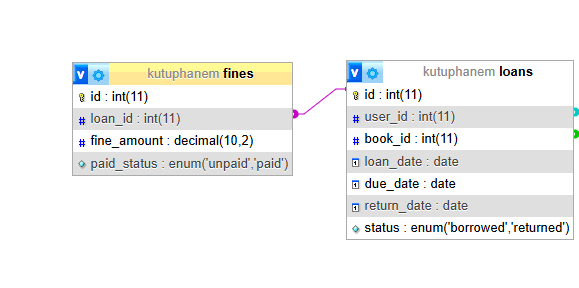 kutuphanem fines
id : int(11)
loan_id : int(11)
fine_amount : decimal(10,2)
paid_status : enum('unpaid','paid')
kutuphanem loans
id : int(11)
user_id : int(11)
book_id : int(11)
loan_date : date
due_date : date
return_date : date
status : enum('borrowed','returned')